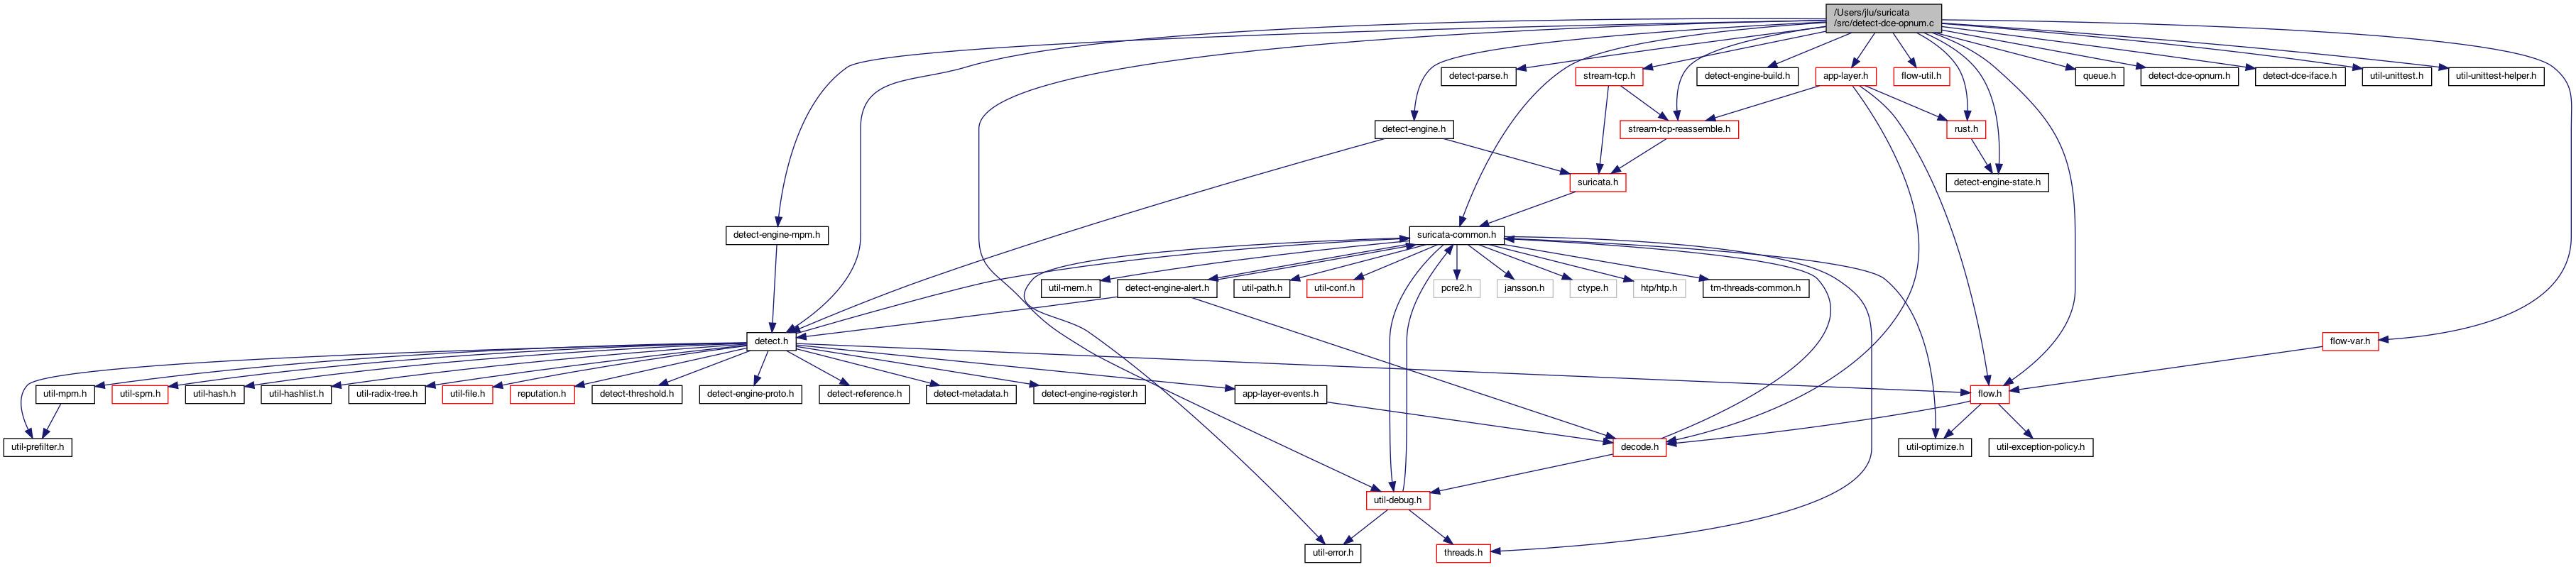 /Users/jlu/suricata
/src/detect-dce-opnum.c
detect-parse.h
stream-tcp.h
detect-engine-build.h
app-layer.h
flow-util.h
queue.h
detect-dce-opnum.h
detect-dce-iface.h
util-unittest.h
util-unittest-helper.h
detect-engine.h
stream-tcp-reassemble.h
rust.h
suricata.h
detect-engine-state.h
detect-engine-mpm.h
suricata-common.h
util-mem.h
detect-engine-alert.h
util-path.h
util-conf.h
pcre2.h
jansson.h
ctype.h
htp/htp.h
tm-threads-common.h
detect.h
flow-var.h
util-mpm.h
util-spm.h
util-hash.h
util-hashlist.h
util-radix-tree.h
util-file.h
reputation.h
detect-threshold.h
detect-engine-proto.h
detect-reference.h
detect-metadata.h
detect-engine-register.h
app-layer-events.h
flow.h
util-prefilter.h
decode.h
util-optimize.h
util-exception-policy.h
util-debug.h
util-error.h
threads.h